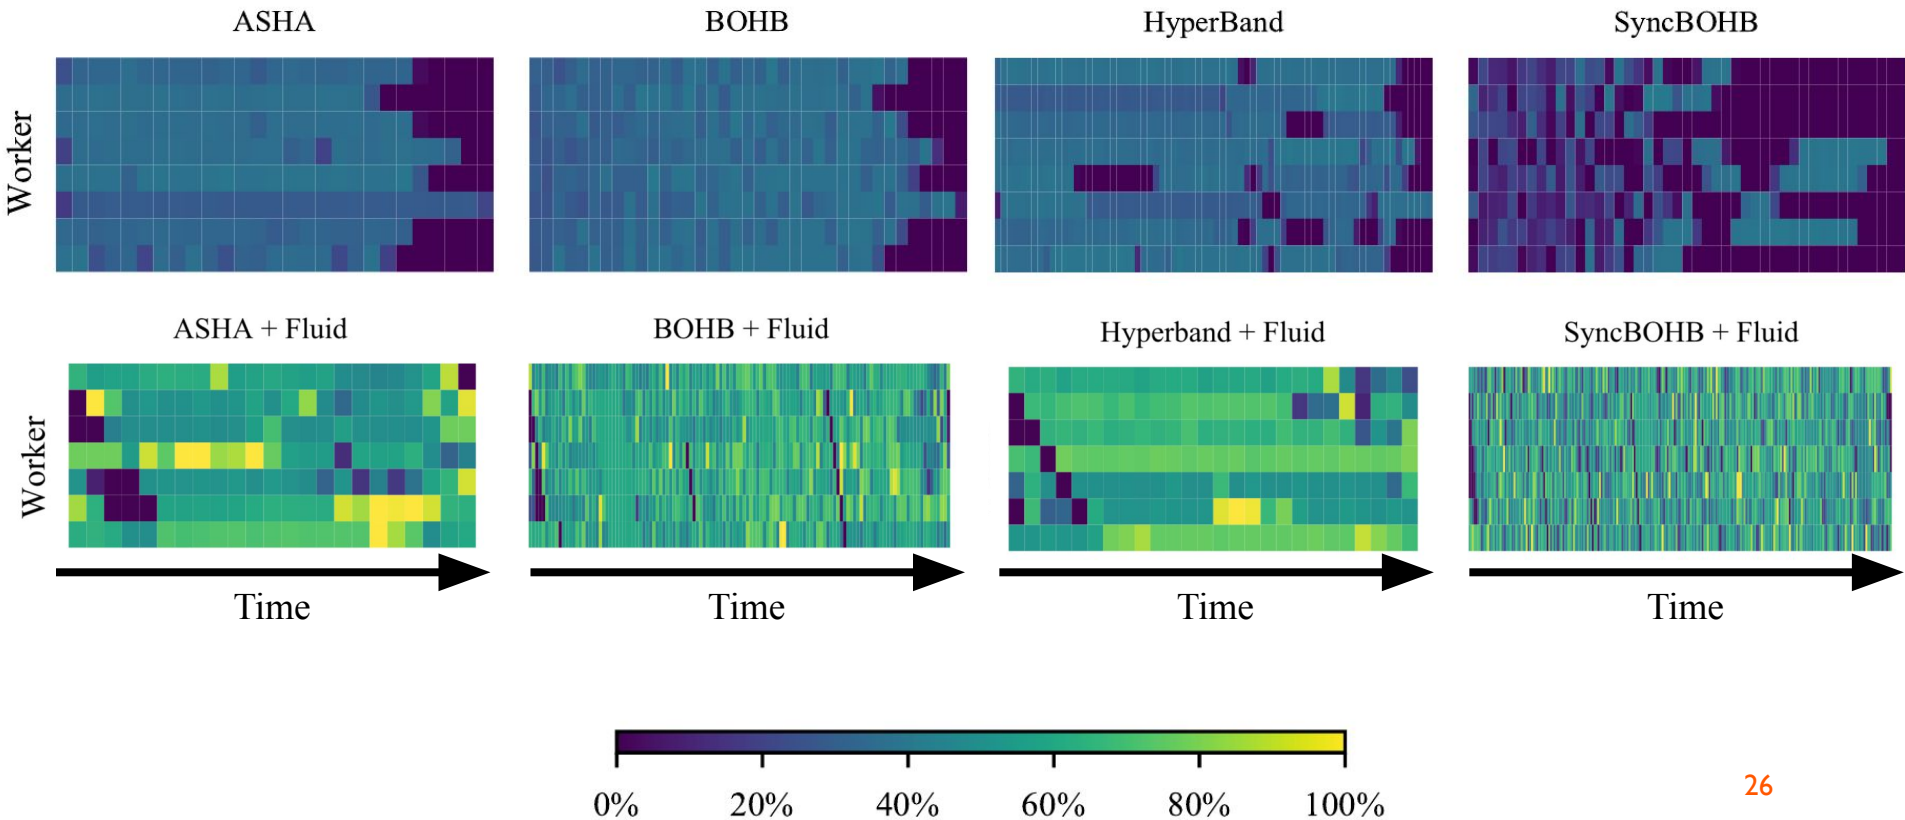 ASHA
BOHB
HyperBand
SyncBOHB
Worker
ASHA + Fluid
BOHB + Fluid
Hyperband + Fluid
SyncBOHB + Fluid
Worker
Time
Time
Time
Time
0%
20%
40%
60%
80%
100%
26